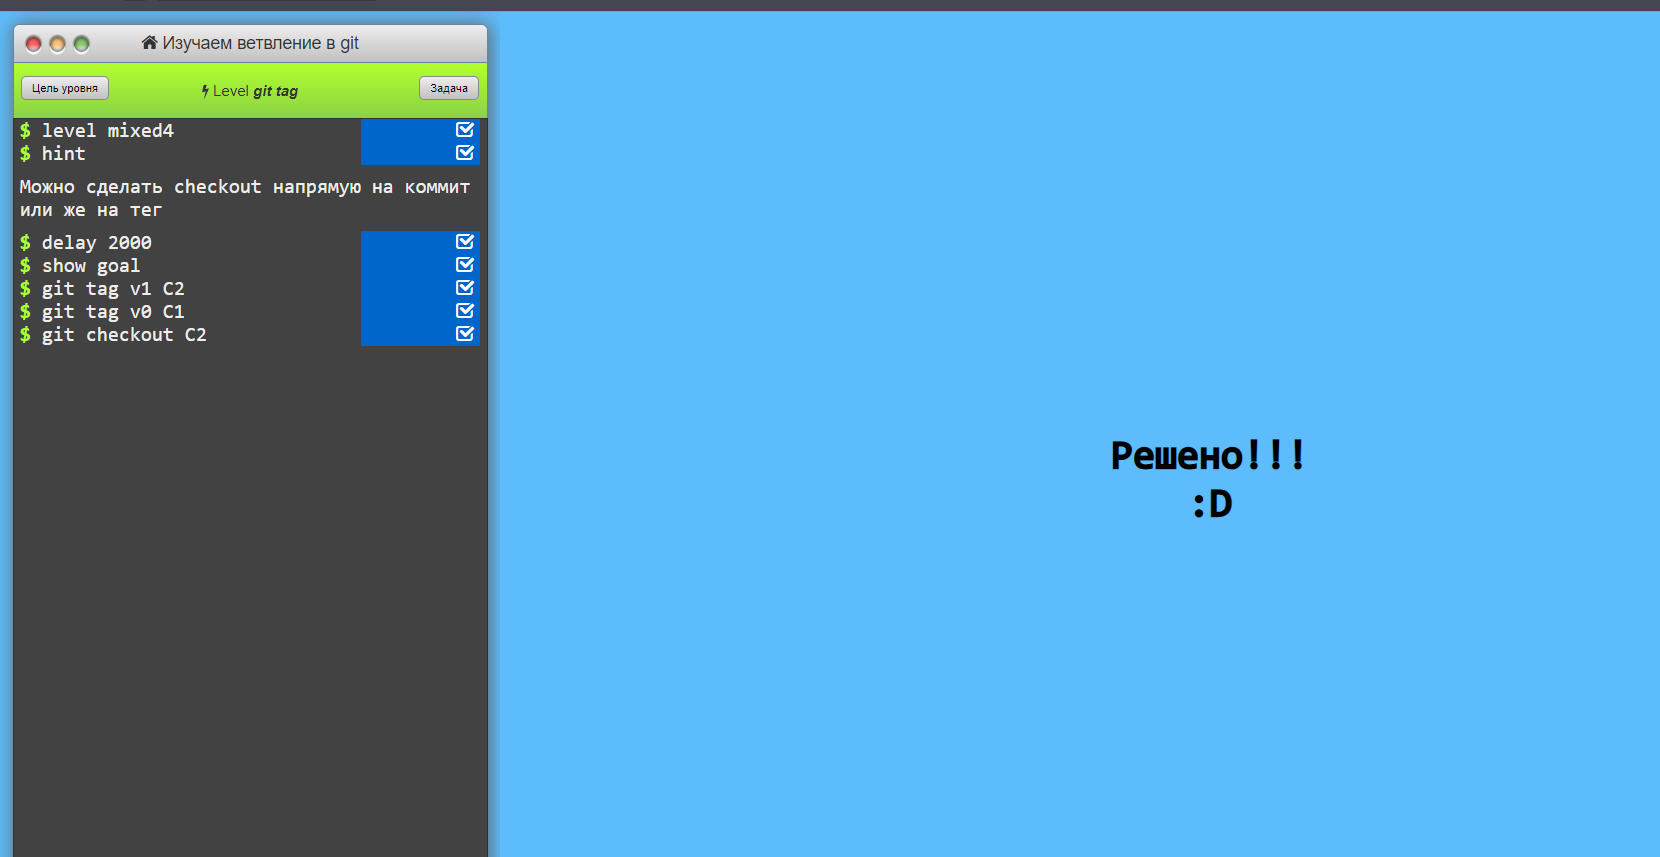 Изучаем ветвление в git
Цель уровня
Level git tag
Задача
$ level mixed4
$ hint
Можно сделать checkout напрямую на коммит
или же на тег
$ delay 2000
$ show goal
$ git tag v1 C2
$ git tag v0 C1
$ git checkout C2
Решено!!!
:D